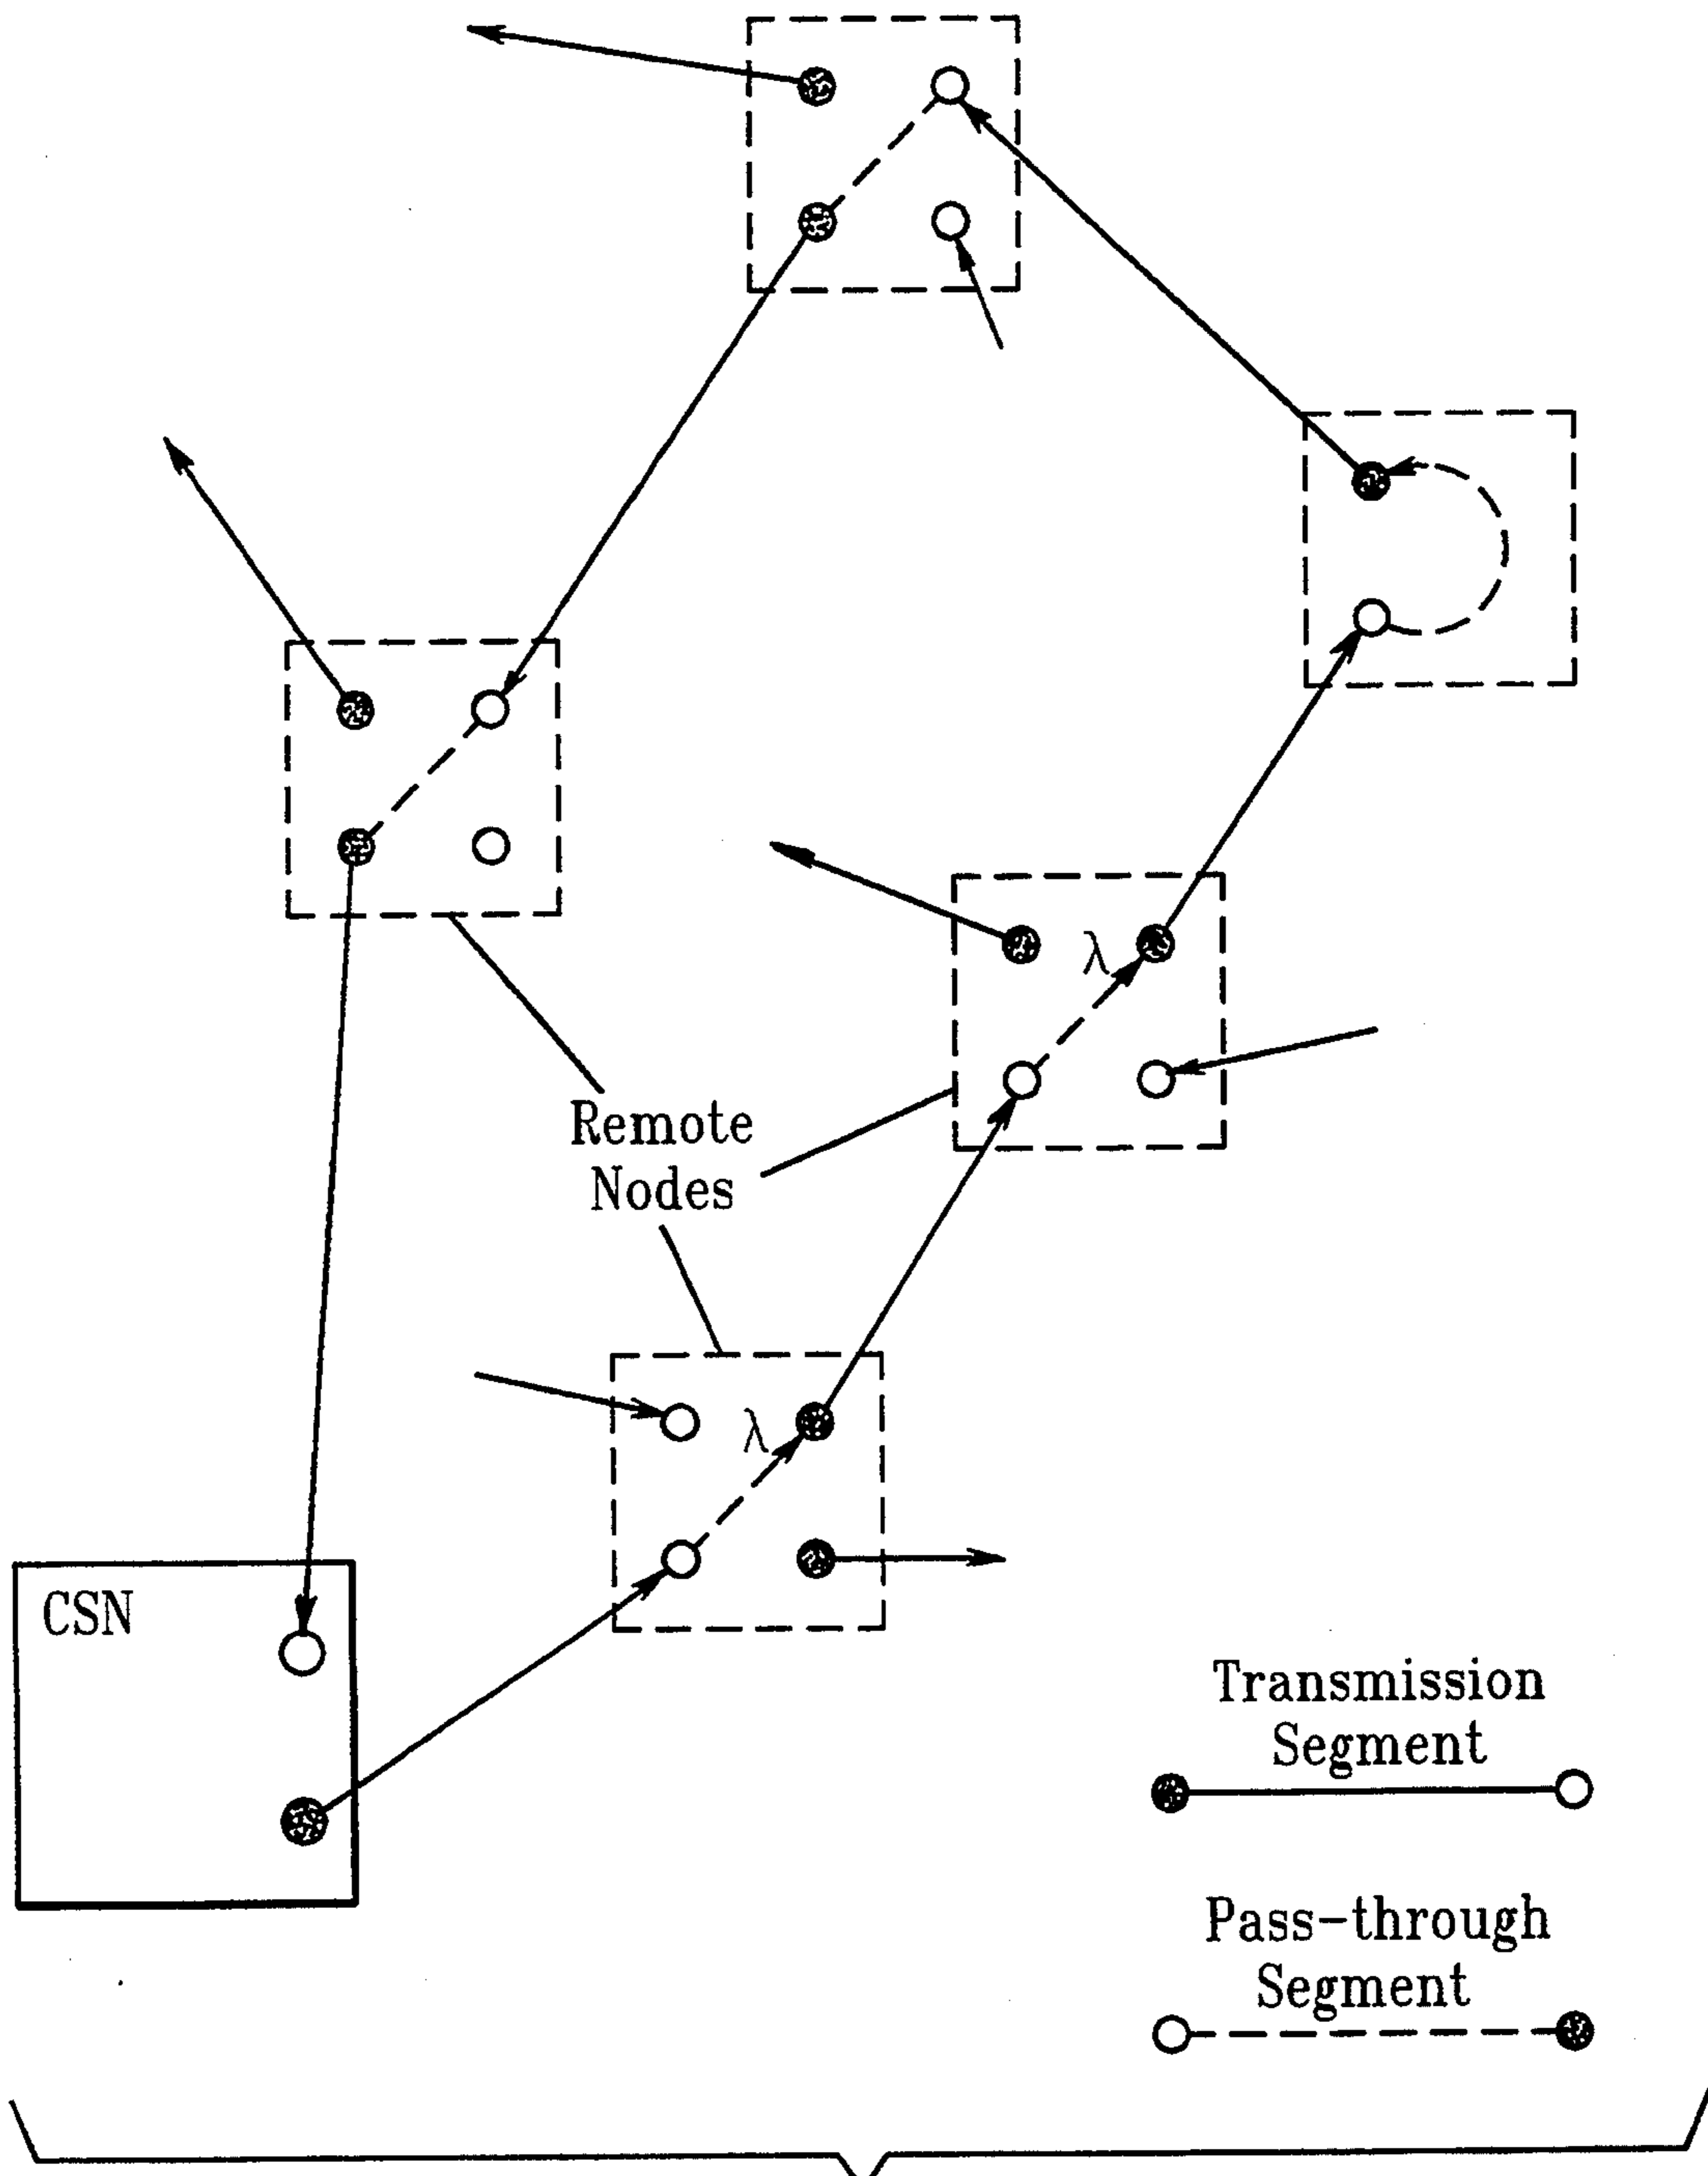 λ
Remote
Nodes
λ
CSN
Transmission
Segment
Pass-through
Segment